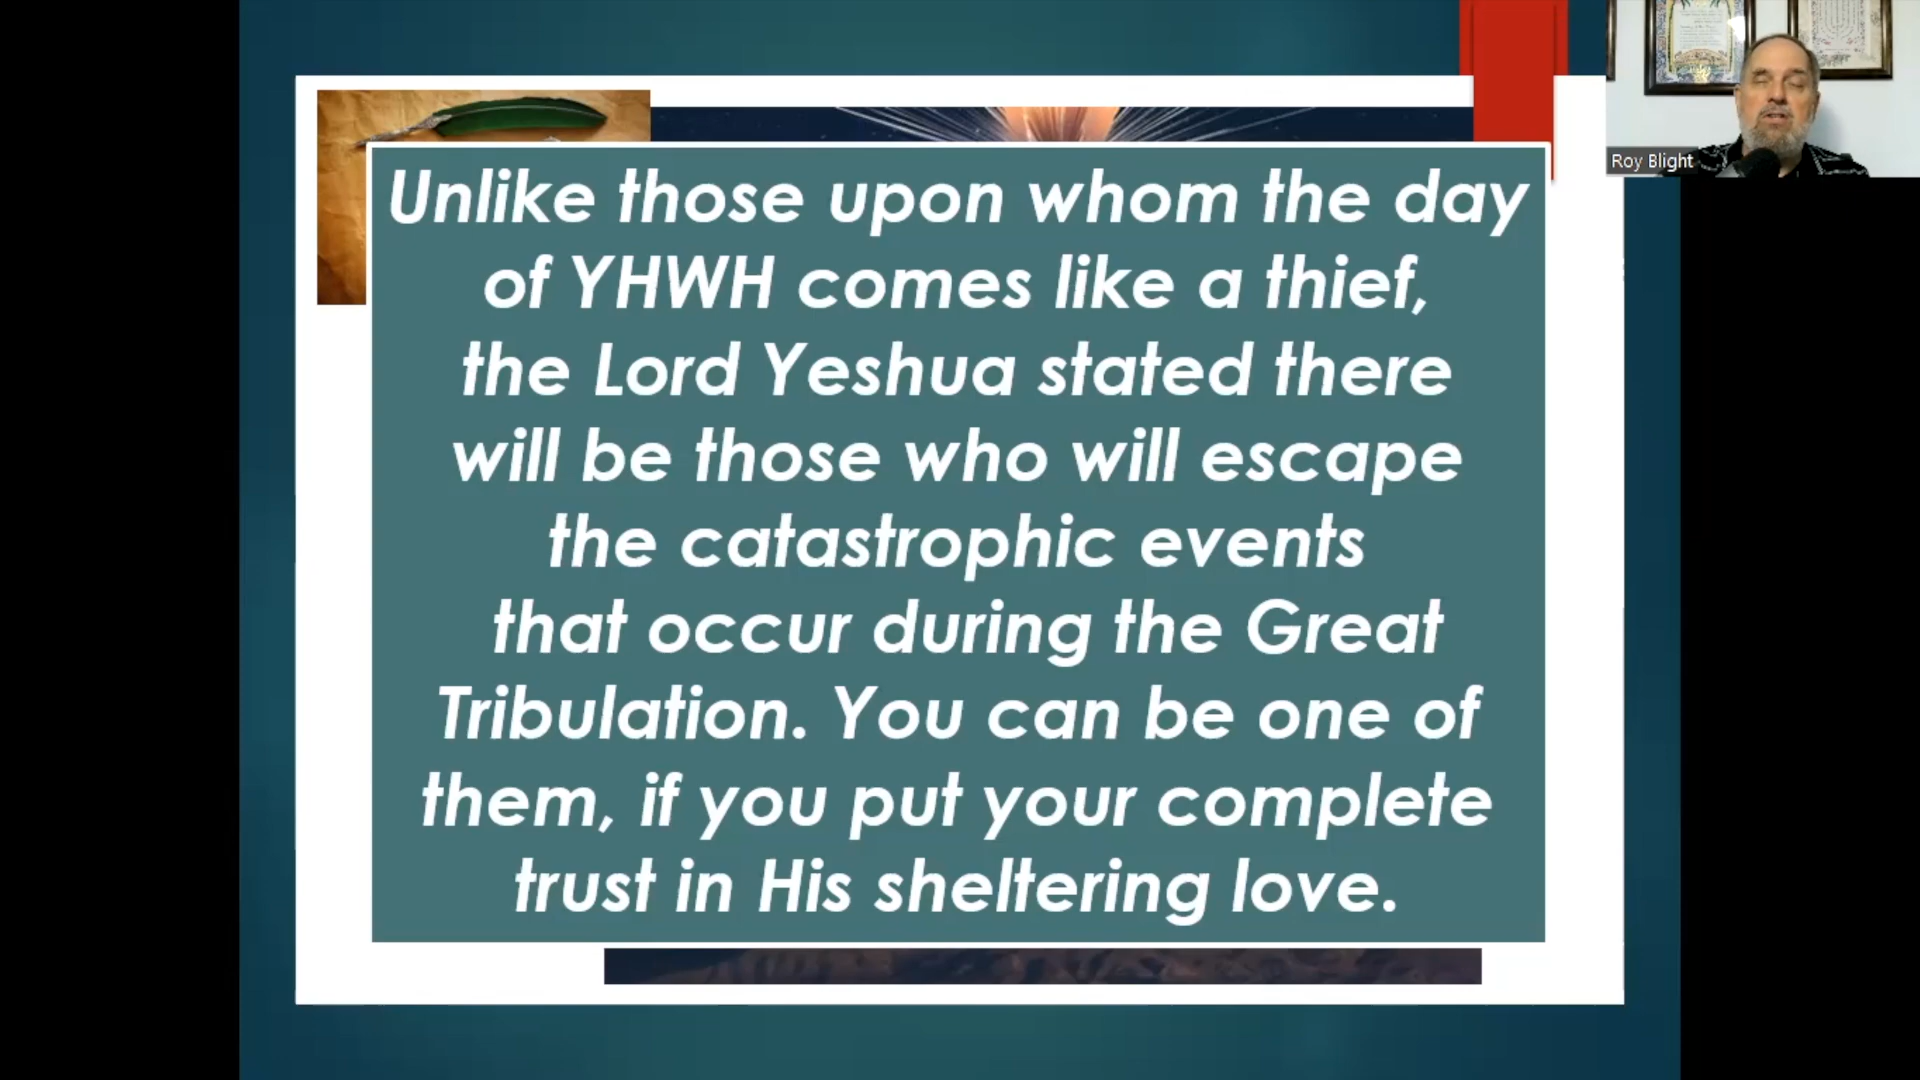 Unlike those upon whom the day
of YHWH comes like a thief,
the Lord Yeshua stated there
will be those who will escape
the catastrophic events
that occur during the Great
Tribulation. You can be one of
them, if you put your complete
trust in His sheltering love.
Roy Blight